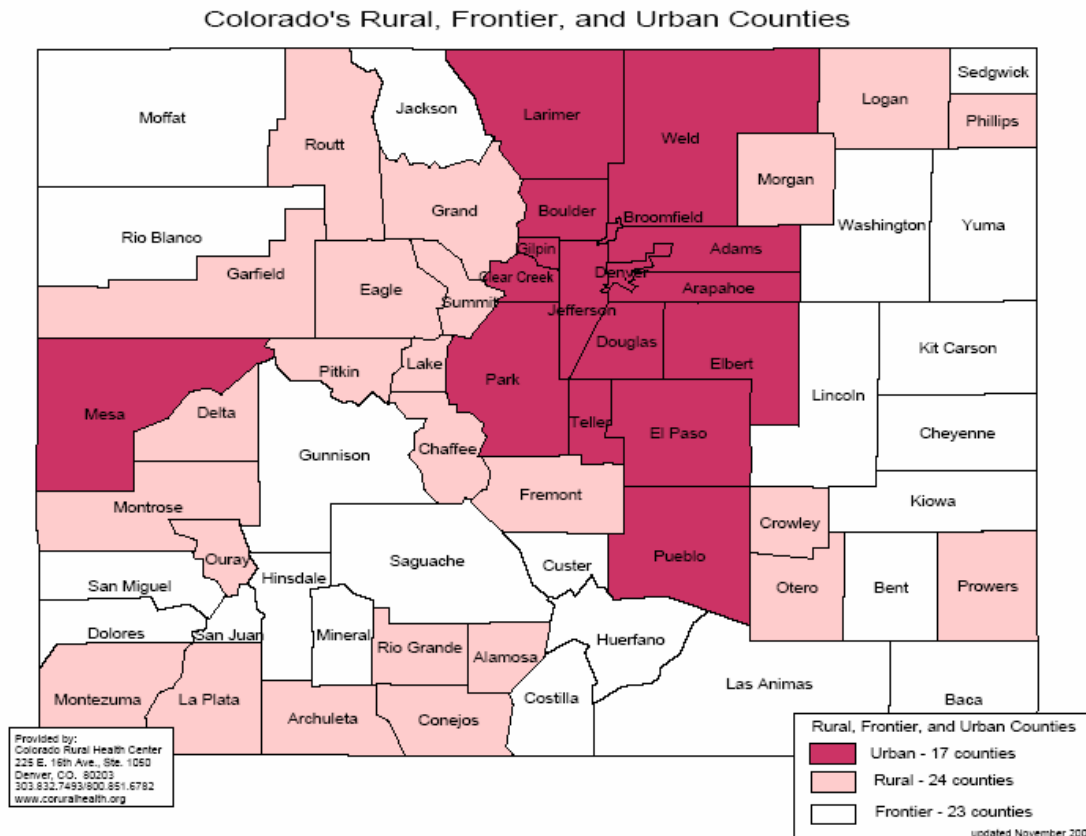 Colorado's Rural, Frontier, and Urban Counties
Sedgwick
Moffat
Jackson
Larimer
Logan
Phillips
Routt
Weld
Morgan
Grand
Boulder
Broomfield
Washington
Yuma
Rio Blanco
Gilpin
Adams
Garfield
Eagle
Clear Creek
Denver
Arapahoe
Summit
Jefferson
Douglas
Kit Carson
Pitkin
Lake
Park
Elbert
Lincoln
Mesa
Delta
Teller
El Paso
Cheyenne
Gunnison
Chaffee
Montrose
Fremont
Kiowa
Crowley
Ouray
Saguache
Pueblo
San Miguel
Hinsdale
Custer
Otero
Bent
Prowers
Dolores
San Juan
Mineral
Rio Grande
Alamosa
Huerfano
Montezuma
La Plata
Archuleta
Conejos
Costilla
Las Animas
Baca
Provided by:
Colorado Rural Health Center
225 E. 16th Ave., Ste. 1050
Denver, CO. 80203
303.832.7493/800.851.6782
www.coruralhealth.org
Rural, Frontier, and Urban Counties
Urban - 17 counties
Rural - 24 counties
Frontier - 23 counties
updated November